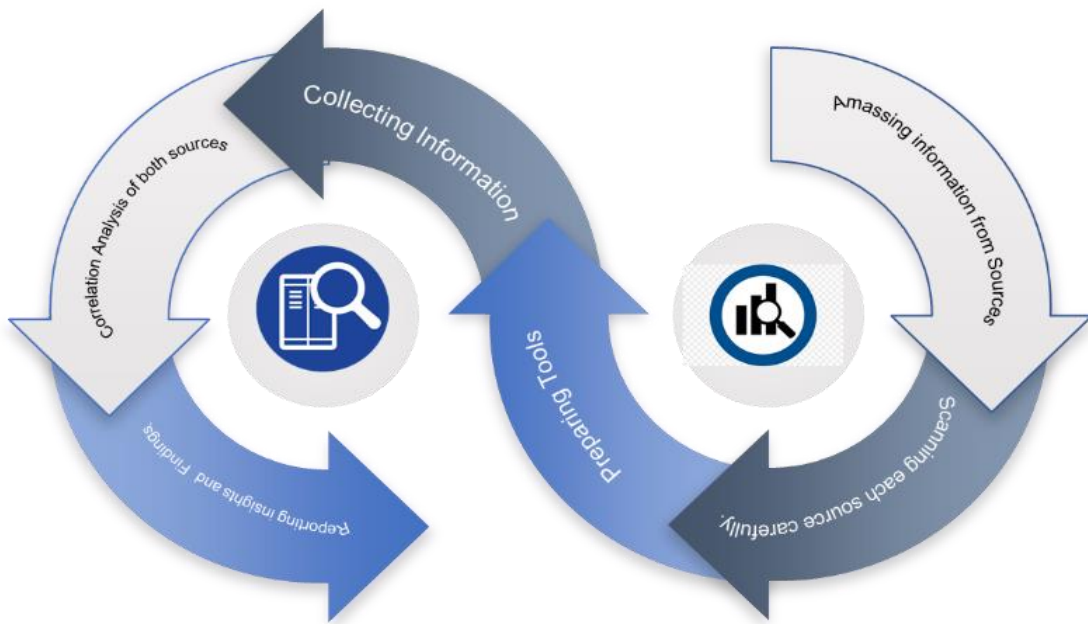 Amassing information from Sources
Scanning each source carefully.
Preparing Tools
Collecting Information
Correlation Analysis of both sources
Reporting insights and Findings